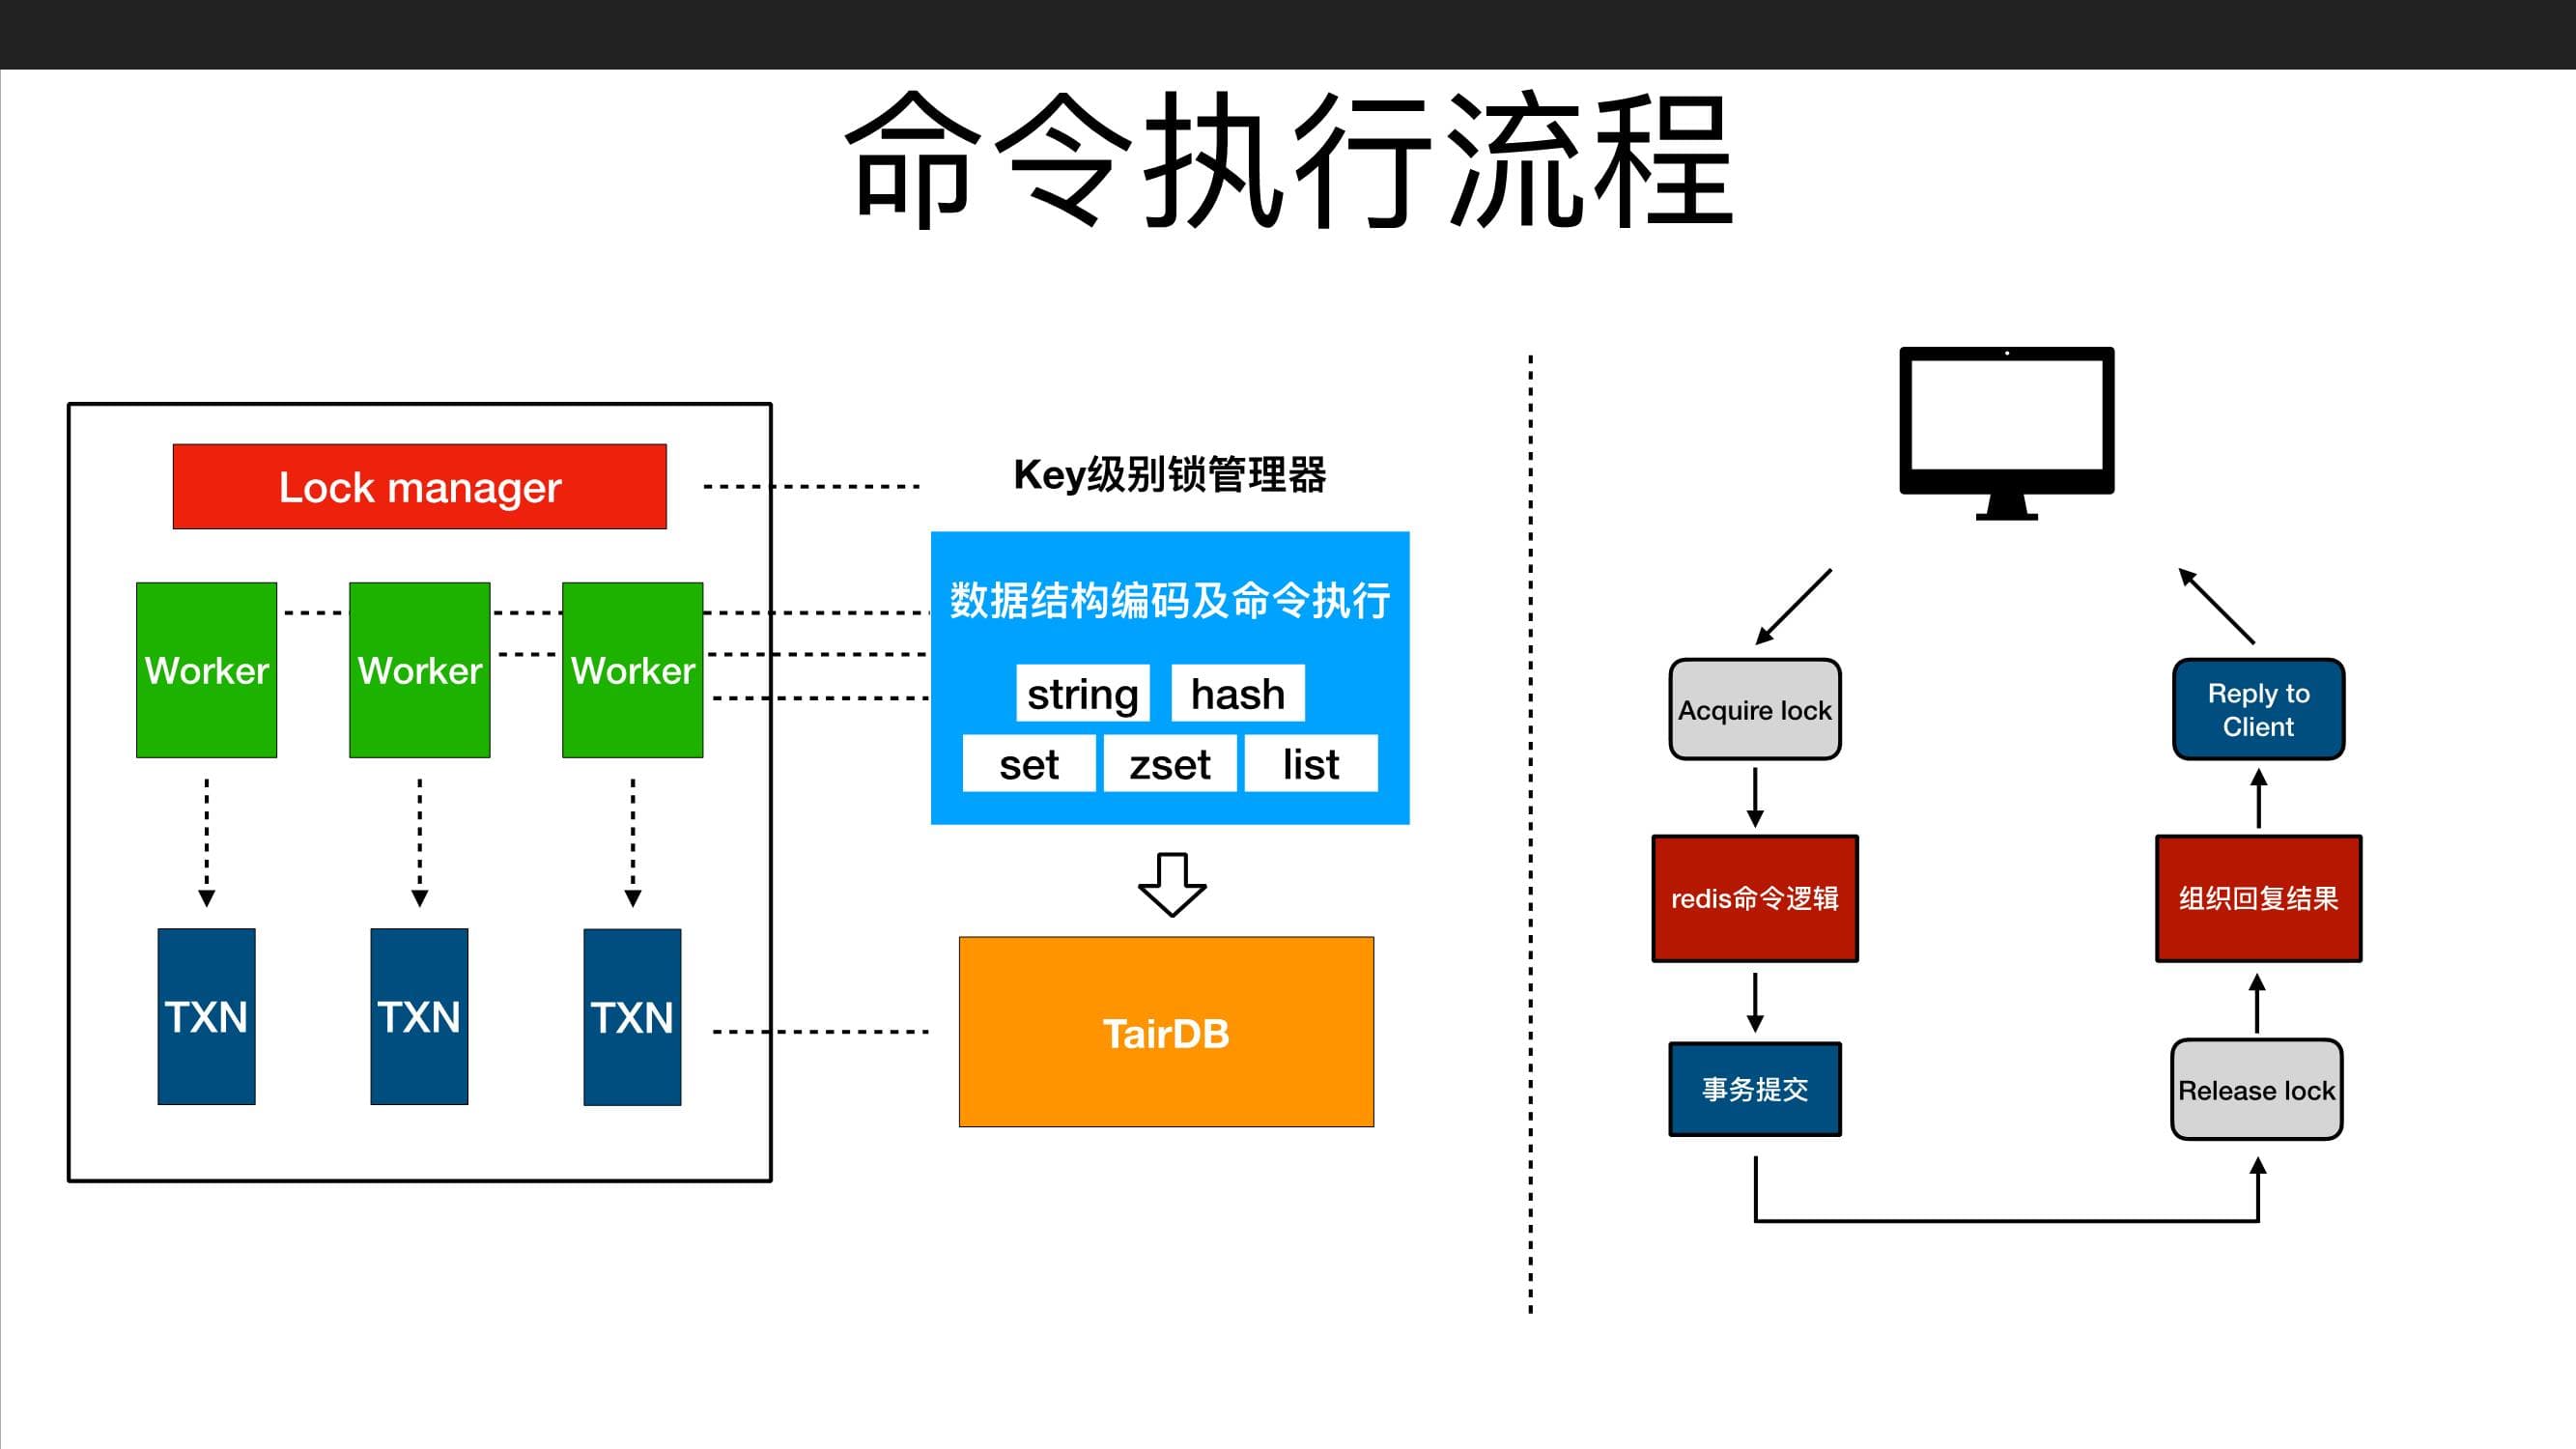 命令执行流程
Lock manager
Key级别锁管理器
Worker
Worker
Worker
数据结构编码及命令执行
string
hash
set
zset
list
TXN
TXN
TXN
TairDB
Acquire lock
redis命令逻辑
事务提交
Release lock
组织回复结果
Reply to
Client